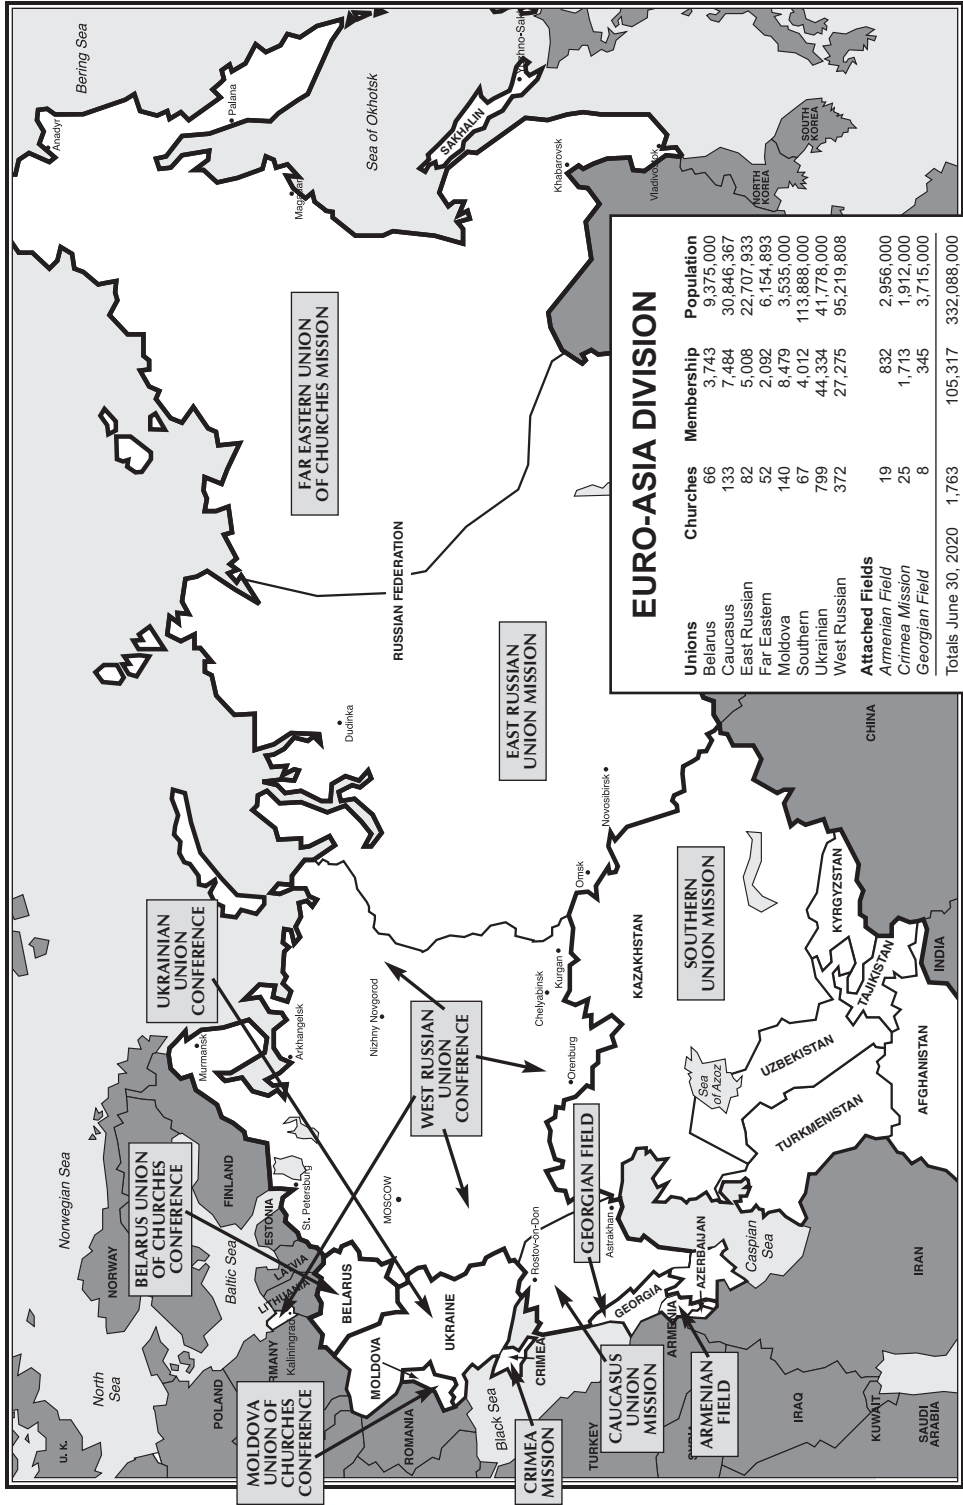 EURO-ASIA DIVISION
Unions Churches Membership Population
Belarus 66 3,743 9,375,000
Caucasus 133 7,484 30,846,367
East Russian 82 5,008 22,707,933
Far Eastern 52 2,092 6,154,893
Moldova 140 8,479 3,535,000
Southern 67 4,012 113,888,000
Ukrainian 799 44,334 41,778,000
West Russian 372 27,275 95,219,808
Attached Fields
Armenian Field 19 832 2,956,000
Crimea Mission 25 1,713 1,912,000
Georgian Field 8 345 3,715,000
Totals June 30, 2020 1,763 105,317 332,088,000
U. K.
North
Sea
Norwegian Sea
NORWAY
BELARUS UNION
OF CHURCHES
CONFERENCE
UKRAINIAN
UNION
CONFERENCE
Bering Sea
Anadyr
Palana
Magadan
Sea of Okhotsk
SAKHALIN
Khabarovsk
Vladivostok
NORTH
KOREA
SOUTH
KOREA
FAR EASTERN UNION
OF CHURCHES MISSION
RUSSIAN FEDERATION
EAST RUSSIAN
UNION MISSION
Dudinka
Novosibirsk
Omsk
Murmansk
Arkhangelsk
FINLAND
Baltic Sea
ESTONIA
LATVIA
LITHUANIA
St. Petersburg
Kaliningrad
POLAND
RMANY
MOLDOVA
UNION OF
CHURCHES
CONFERENCE
BELARUS
MOSCOW
Nizhny Novgorod
WEST RUSSIAN
UNION
CONFERENCE
Chelyabinsk
Kurgan
Orenburg
MOLDOVA
ROMANIA
UKRAINE
Black Sea
CRIMEA
CRIMEA
MISSION
Rostov-on-Don
GEORGIAN FIELD
Astrakhan
CAUCASUS
UNION
MISSION
GEORGIA
ARMENIA
AZERBAIJAN
ARMENIAN
FIELD
TURKEY
IRAQ
KUWAIT
SAUDI
ARABIA
IRAN
Caspian
Sea
KAZAKHSTAN
SOUTHERN
UNION MISSION
Sea
of Azoz
UZBEKISTAN
TURKMENISTAN
KYRGYZSTAN
TAJIKISTAN
AFGHANISTAN
INDIA
CHINA